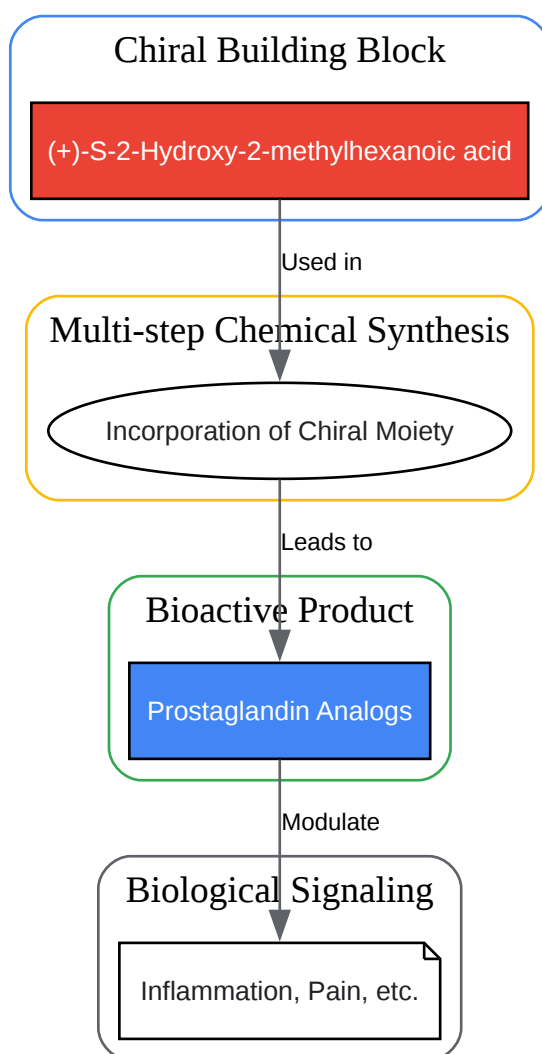 Chiral Building Block
(+)-S-2-Hydroxy-2-methylhexanoic acid
Used in
Multi-step Chemical Synthesis
Incorporation of Chiral Moiety
Leads to
Bioactive Product
Prostaglandin Analogs
Modulate
Biological Signaling
Inflammation, Pain, etc.